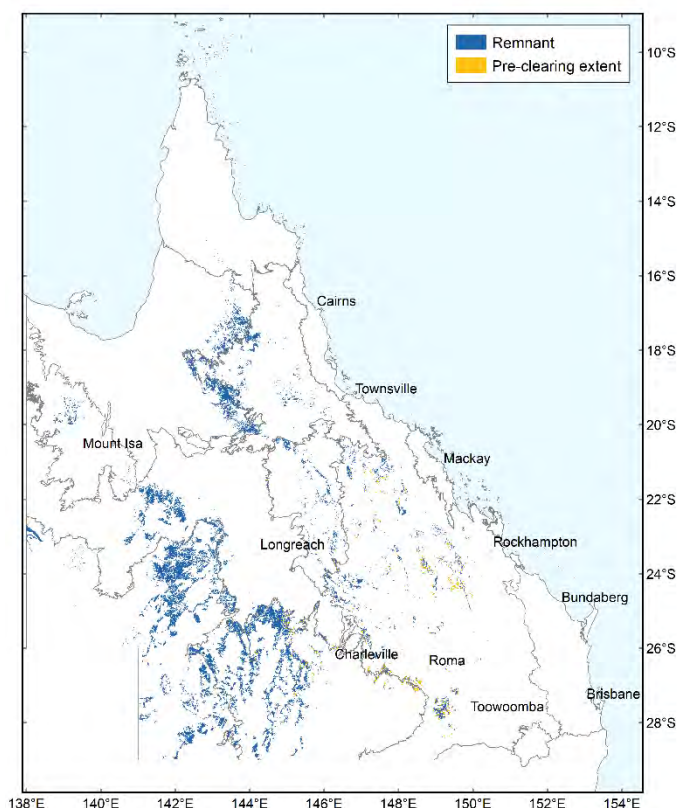 Remnant
Pre-clearing extent
10°S
12°S
14°S
16°S
Cairns
18°S
Townsville
20°S
Mount Isa
Mackay
22°S
Longreach
Rockhampton
24°S
Bundaberg
26°S
Charleville
Roma
Toowoomba
Brisbane
28°S
138°E 140°E 142°E 144°E 146°E 148°E 150°E 152°E 154°E